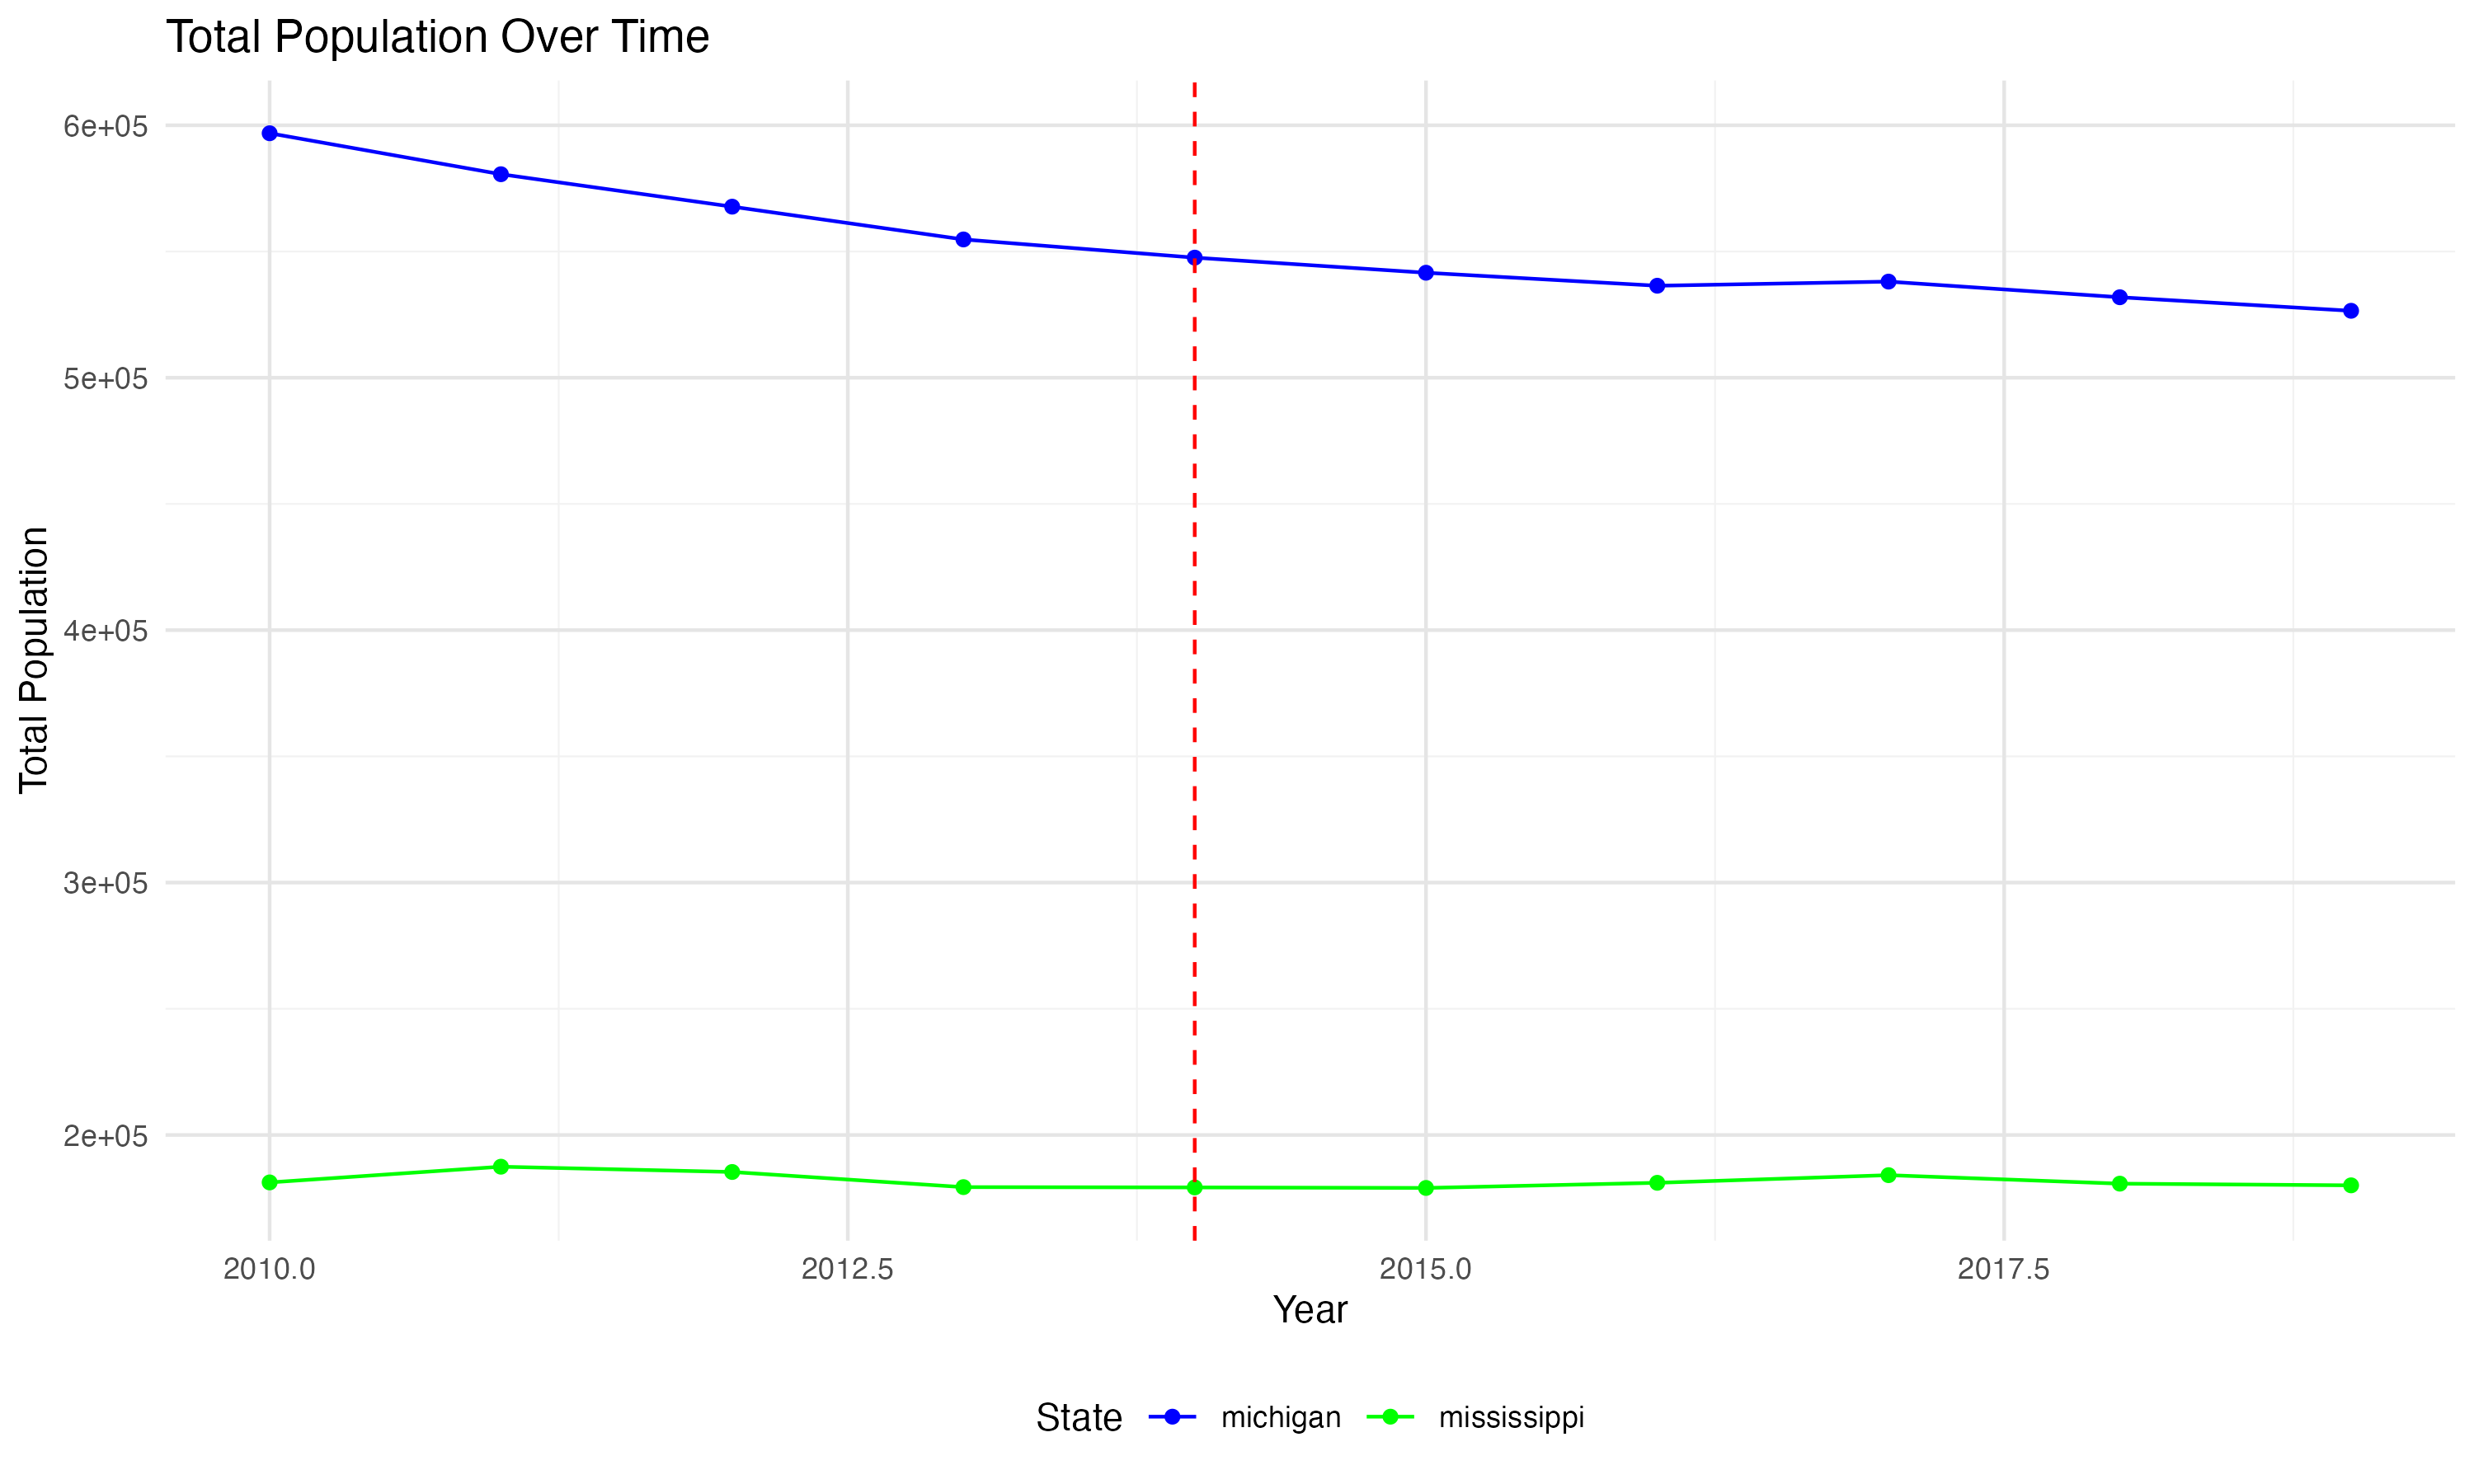 Total Population Over Time
6e+05
5e+05
4e+05
3e+05
2e+05
Total Population
2010.0 2012.5 2015.0 2017.5
Year
State michigan mississippi